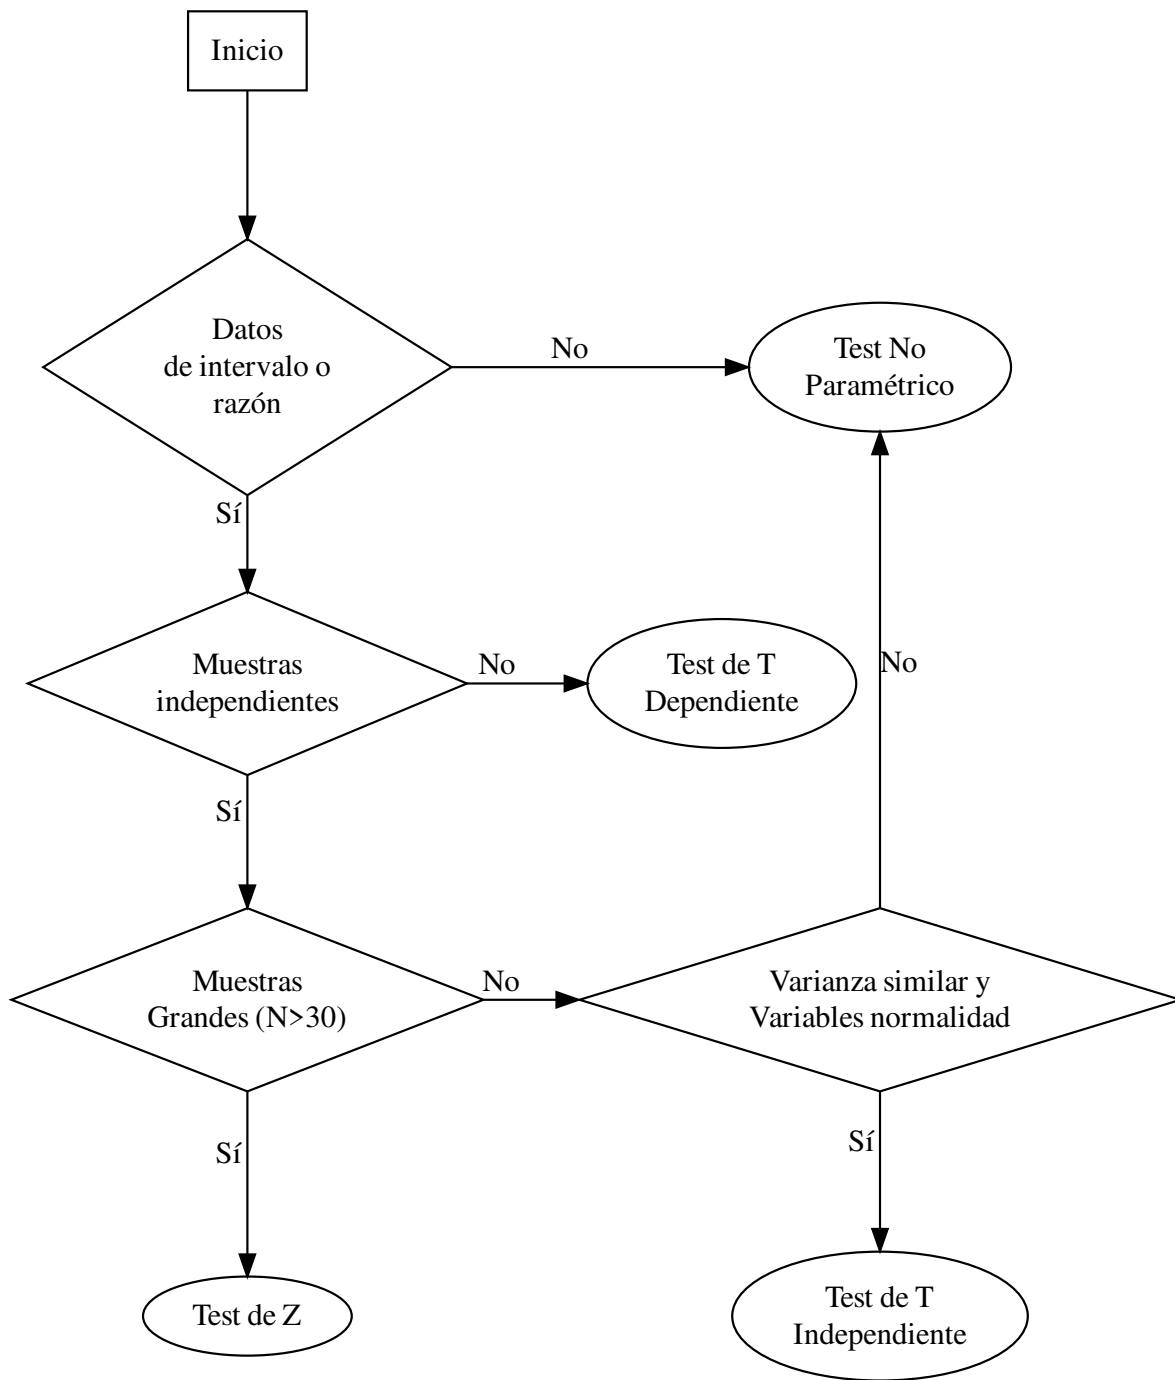 Inicio
Datos
de intervalo o
razón
No
Test No
Paramétrico
Sí
Muestras
independientes
No
Test de T
Dependiente
No
Sí
Muestras
Grandes (N>30)
No
Varianza similar y
Variables normalidad
Sí
Sí
Test de Z
Test de T
Independiente